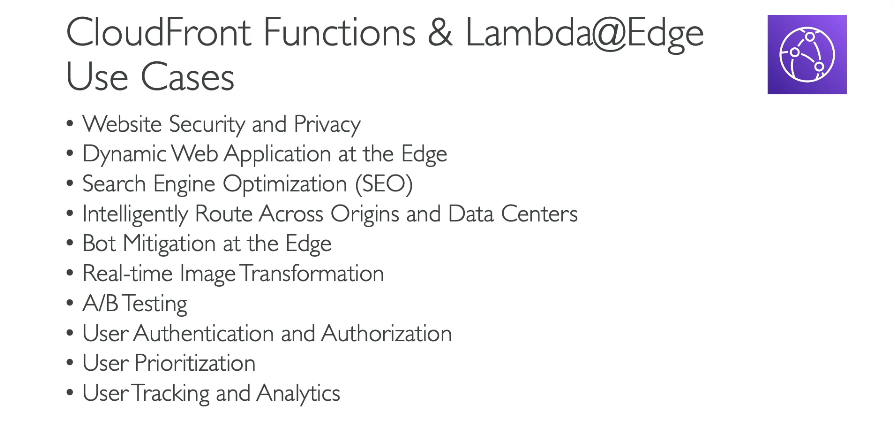 CloudFront Functions & Lambda@Edge
Use Cases
• Website Security and Privacy
• Dynamic Web Application at the Edge
• Search Engine Optimization (SEO)
• Intelligently Route Across Origins and Data Centers
• Bot Mitigation at the Edge
• Real-time Image Transformation
• A/B Testing
• User Authentication and Authorization
• User Prioritization
• User Tracking and Analytics